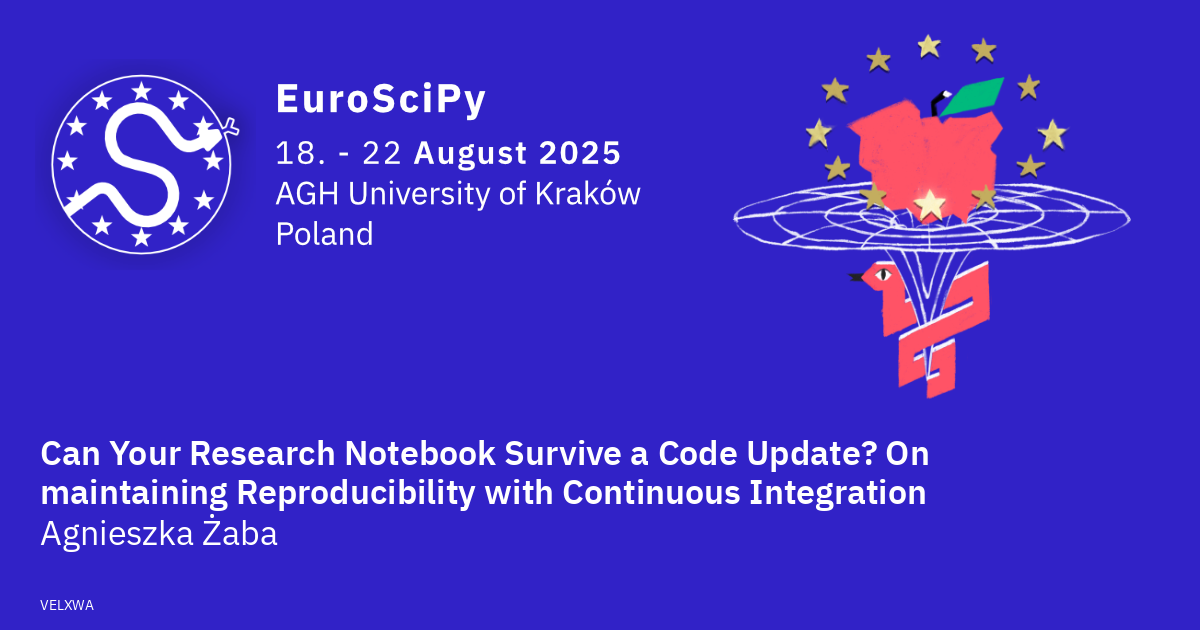 EuroSciPy
18. - 22 August 2025
AGH University of Kraków
Poland
Can Your Research Notebook Survive a Code Update? On
maintaining Reproducibility with Continuous Integration
Agnieszka Żaba
VELXWA